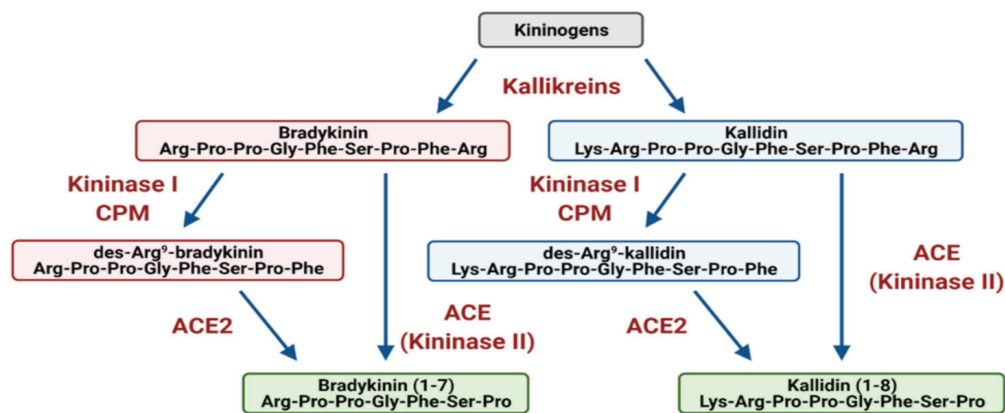 Kininogens
Kallikreins
Bradykinin
Arg-Pro-Pro-Gly-Phe-Ser-Pro-Phe-Arg
Kallidin
Lys-Arg-Pro-Pro-Gly-Phe-Ser-Pro-Phe-Arg
Kininase I
CPM
Kininase I
CPM
des-Arg⁹-bradykinin
Arg-Pro-Pro-Gly-Phe-Ser-Pro-Phe
des-Arg⁹-kallidin
Lys-Arg-Pro-Pro-Gly-Phe-Ser-Pro-Phe
ACE
(Kininase II)
ACE2
ACE
(Kininase II)
ACE2
Bradykinin (1-7)
Arg-Pro-Pro-Gly-Phe-Ser-Pro
Kallidin (1-8)
Lys-Arg-Pro-Pro-Gly-Phe-Ser-Pro